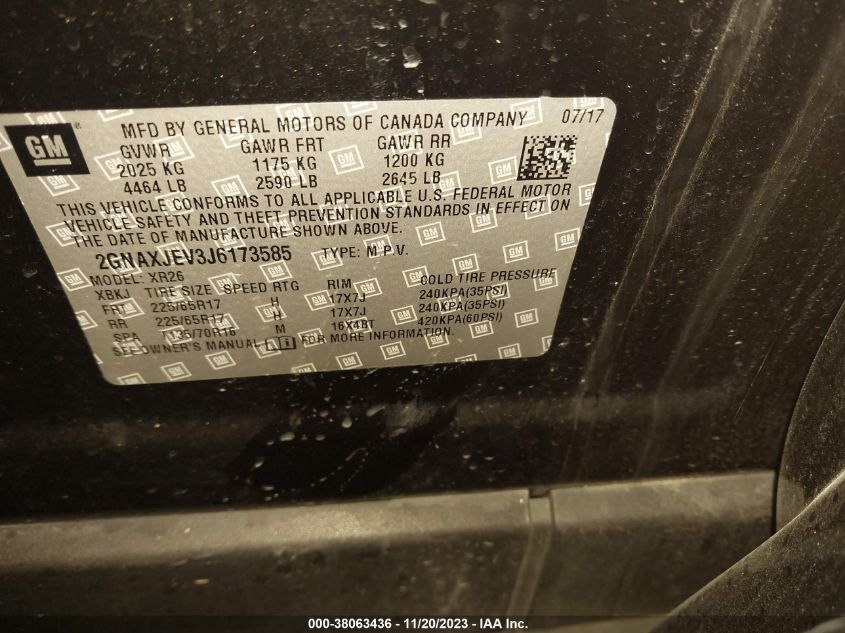 GM
MFD BY GENERAL MOTORS OF CANADA COMPANY 07/17
GVWR GAWR FRT GAWR RR
2025 KG 1175 KG 1200 KG
4464 LB 2590 LB 2645 LB
THIS VEHICLE CONFORMS TO ALL APPLICABLE U.S. FEDERAL MOTOR
VEHICLE SAFETY AND THEFT PREVENTION STANDARDS IN EFFECT ON
THE DATE OF MANUFACTURE SHOWN ABOVE.
2GNAXJEV3J6173585 TYPE: M.P.V.
MODEL: XR26
XBKJ TIRE SIZE SPEED RTG RIM COLD TIRE PRESSURE
FRT 225/65R17 H 17X7J 240KPA(35PSI)
RR 225/65R17 H 17X7J 240KPA(35PSI)
SPA T135/70R16 M 16X4BT 420KPA(60PSI)
SEE OWNER'S MANUAL FOR MORE INFORMATION.
000-38063436 - 11/20/2023 - IAA Inc.